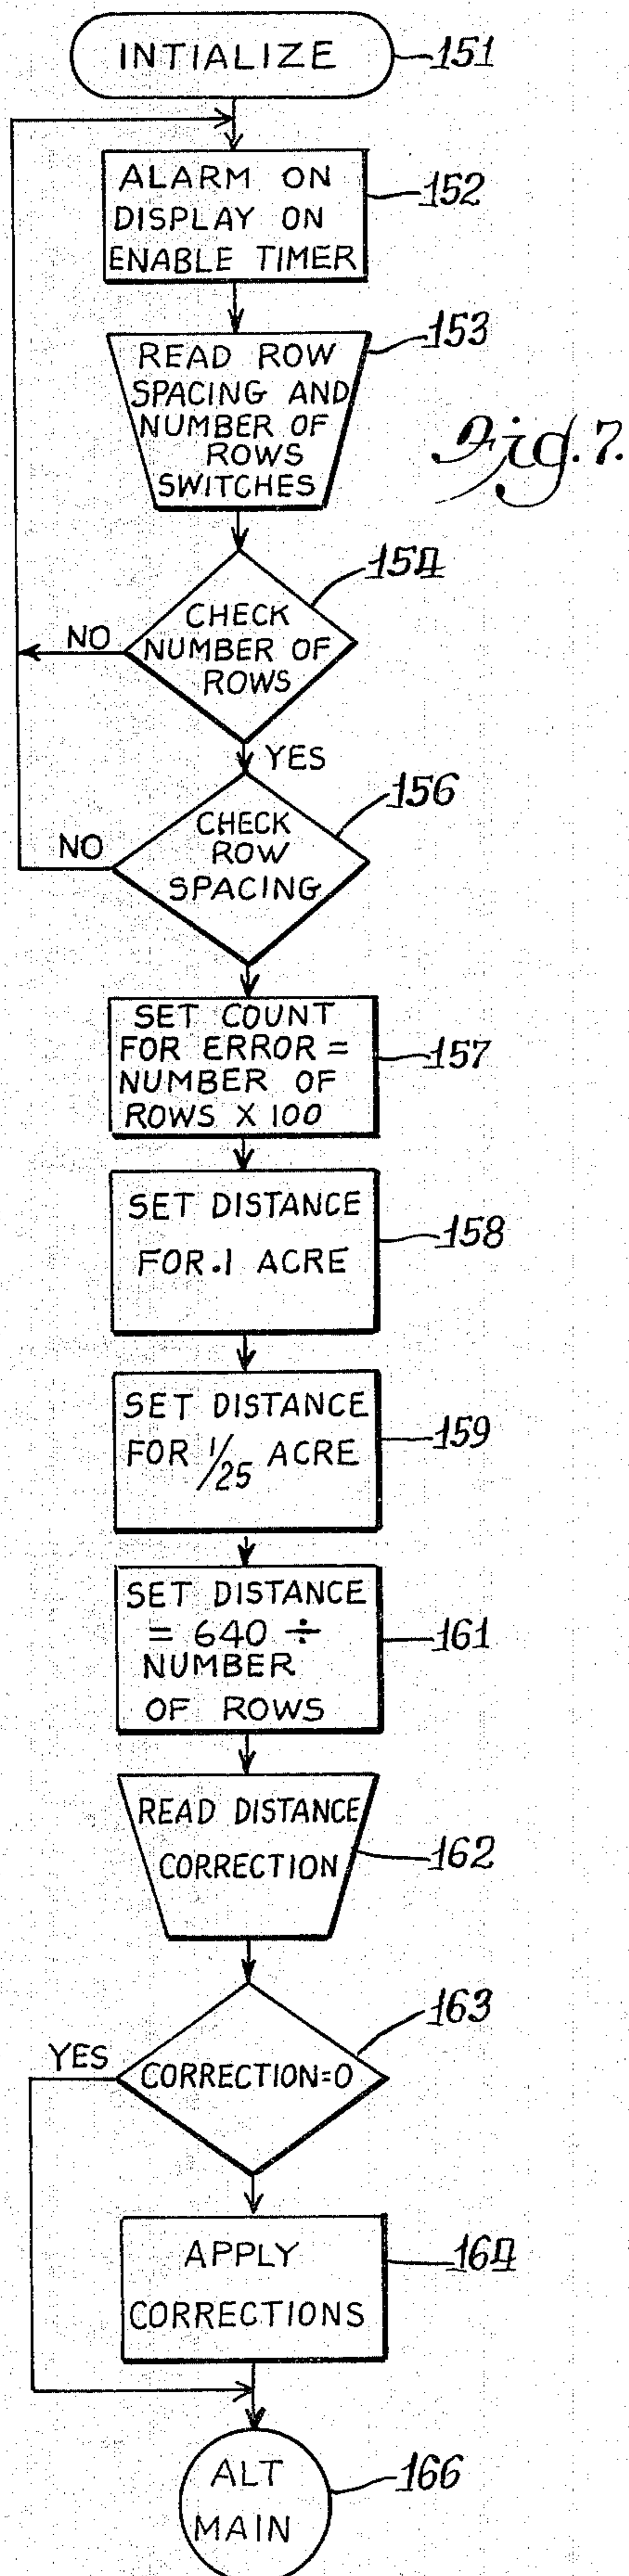 INTIALIZE
151
ALARM ON
DISPLAY ON
ENABLE TIMER
152
READ ROW
SPACING AND
NUMBER OF
ROWS
SWITCHES
153
Fig. 7.
CHECK
NUMBER OF
ROWS
154
NO
YES
CHECK
ROW
SPACING
156
NO
SET COUNT
FOR ERROR =
NUMBER OF
ROWS X 100
157
SET DISTANCE
FOR .1 ACRE
158
SET DISTANCE
FOR 1/25 ACRE
159
SET DISTANCE
= 640 ÷
NUMBER
OF ROWS
161
READ DISTANCE
CORRECTION
162
CORRECTION=0
163
YES
APPLY
CORRECTIONS
164
ALT
MAIN
166